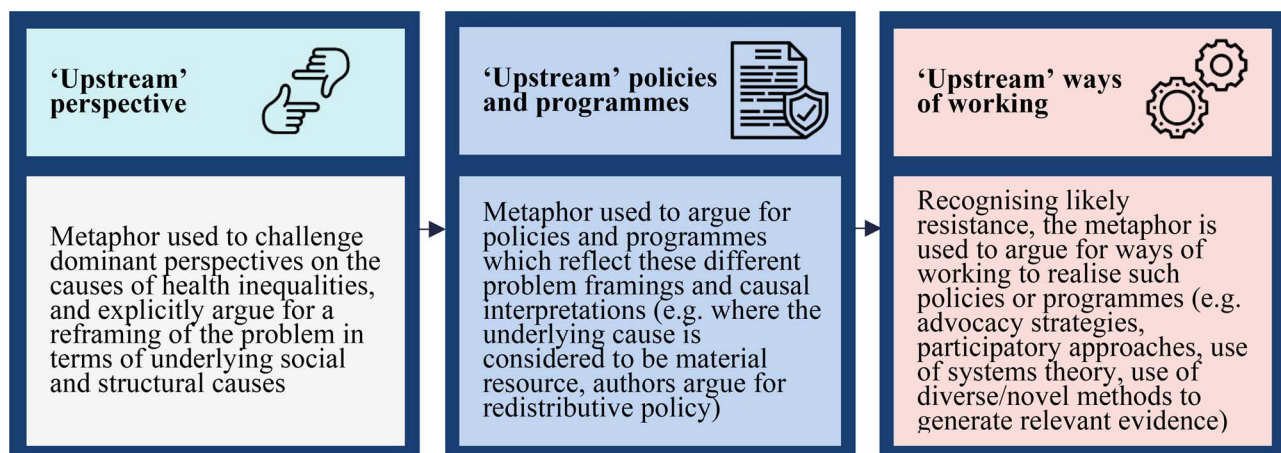 ‘Upstream’
perspective
Metaphor used to challenge
dominant perspectives on the
causes of health inequalities,
and explicitly argue for a
reframing of the problem in
terms of underlying social
and structural causes
‘Upstream’ policies
and programmes
Metaphor used to argue for
policies and programmes
which reflect these different
problem framings and causal
interpretations (e.g. where the
underlying cause is
considered to be material
resource, authors argue for
redistributive policy)
‘Upstream’ ways
of working
Recognising likely
resistance, the metaphor is
used to argue for ways of
working to realise such
policies or programmes (e.g.
advocacy strategies,
participatory approaches, use
of systems theory, use of
diverse/novel methods to
generate relevant evidence)